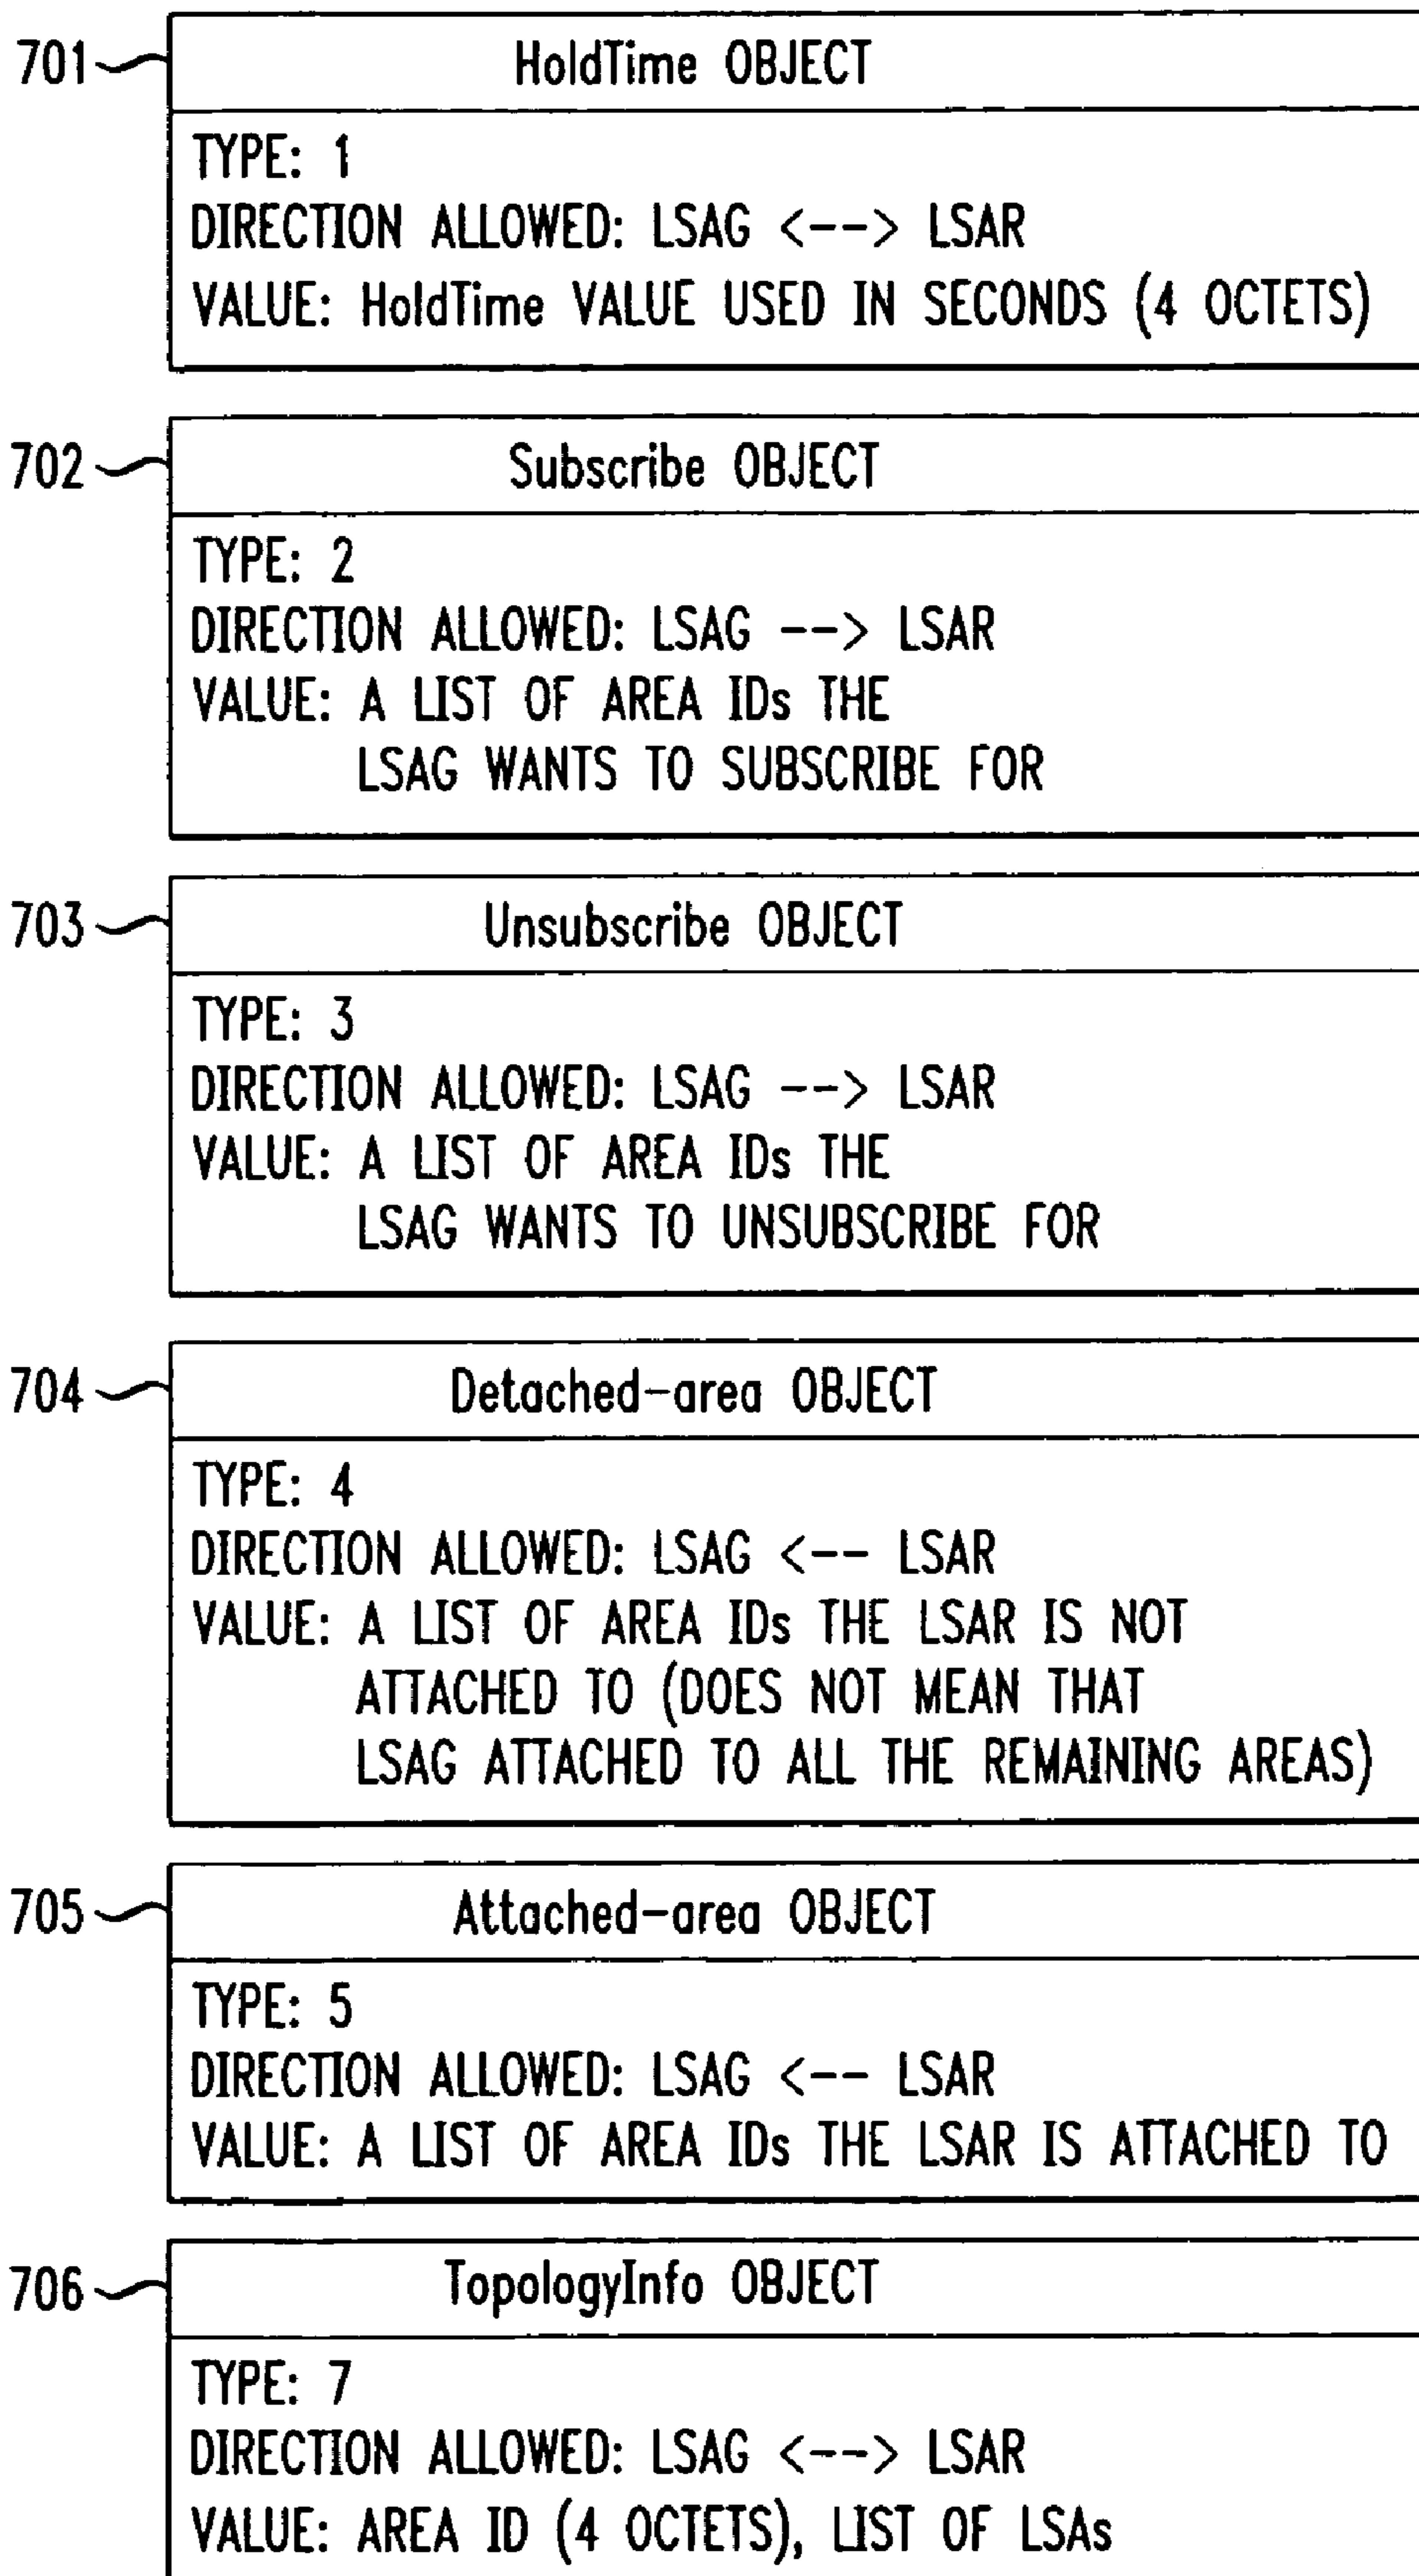 701 HoldTime OBJECT
TYPE: 1
DIRECTION ALLOWED: LSAG <--> LSAR
VALUE: HoldTime VALUE USED IN SECONDS (4 OCTETS)
702 Subscribe OBJECT
TYPE: 2
DIRECTION ALLOWED: LSAG --> LSAR
VALUE: A LIST OF AREA IDs THE
LSAG WANTS TO SUBSCRIBE FOR
703 Unsubscribe OBJECT
TYPE: 3
DIRECTION ALLOWED: LSAG --> LSAR
VALUE: A LIST OF AREA IDs THE
LSAG WANTS TO UNSUBSCRIBE FOR
704 Detached-area OBJECT
TYPE: 4
DIRECTION ALLOWED: LSAG <-- LSAR
VALUE: A LIST OF AREA IDs THE LSAR IS NOT
ATTACHED TO (DOES NOT MEAN THAT
LSAG ATTACHED TO ALL THE REMAINING AREAS)
705 Attached-area OBJECT
TYPE: 5
DIRECTION ALLOWED: LSAG <-- LSAR
VALUE: A LIST OF AREA IDs THE LSAR IS ATTACHED TO
706 TopologyInfo OBJECT
TYPE: 7
DIRECTION ALLOWED: LSAG <--> LSAR
VALUE: AREA ID (4 OCTETS), LIST OF LSAs